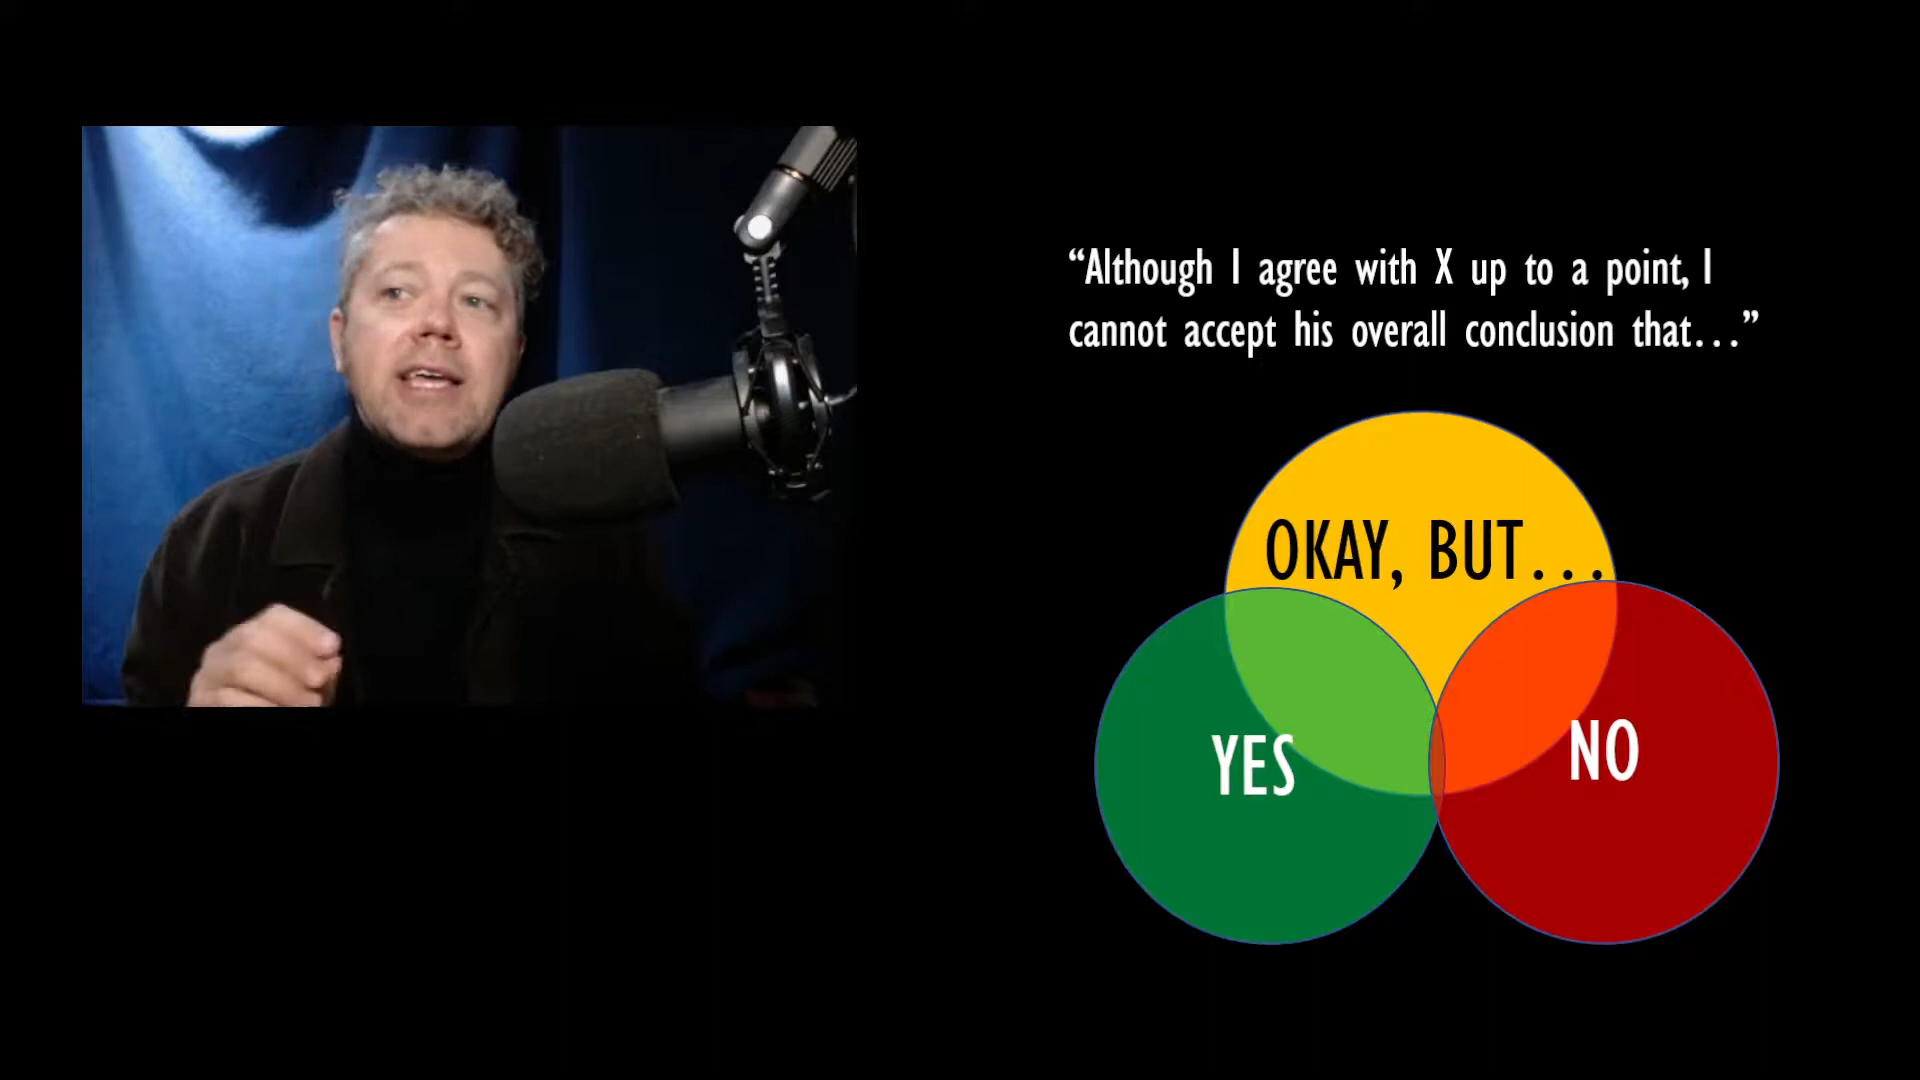 “Although I agree with X up to a point, I
cannot accept his overall conclusion that...”
OKAY, BUT...
YES
NO